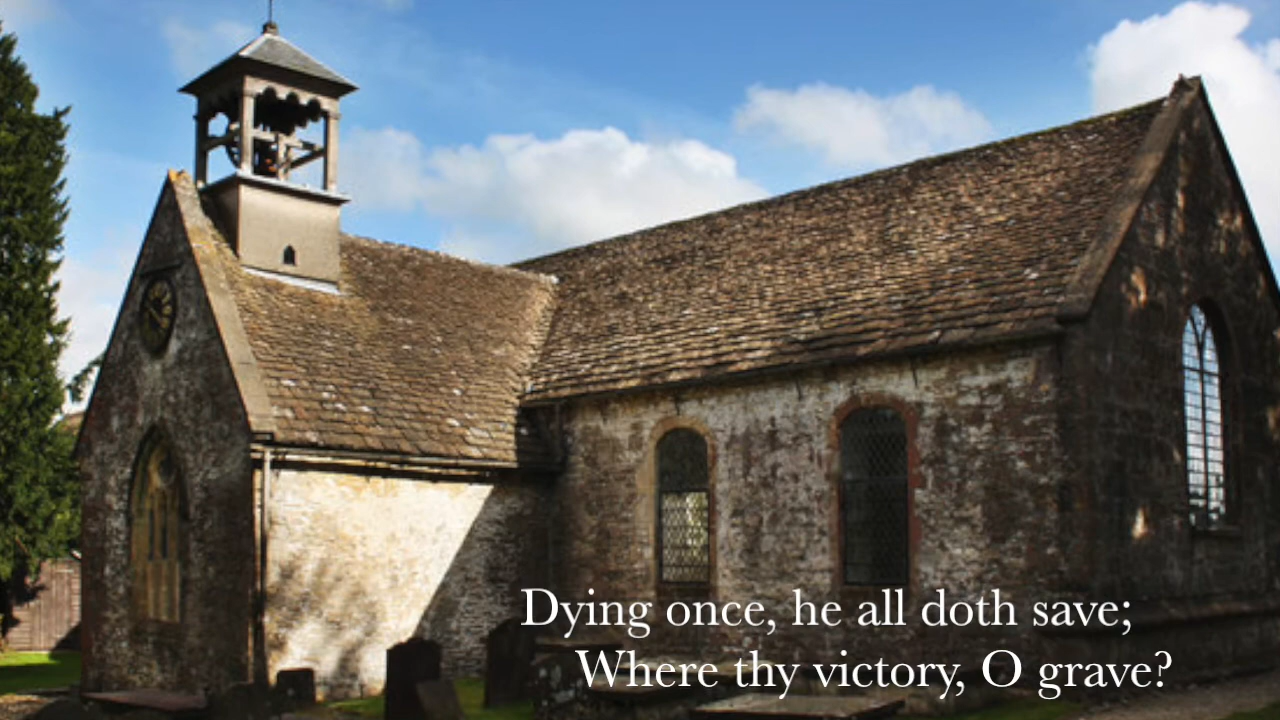 Dying once, he all doth save;
Where thy victory, O grave?